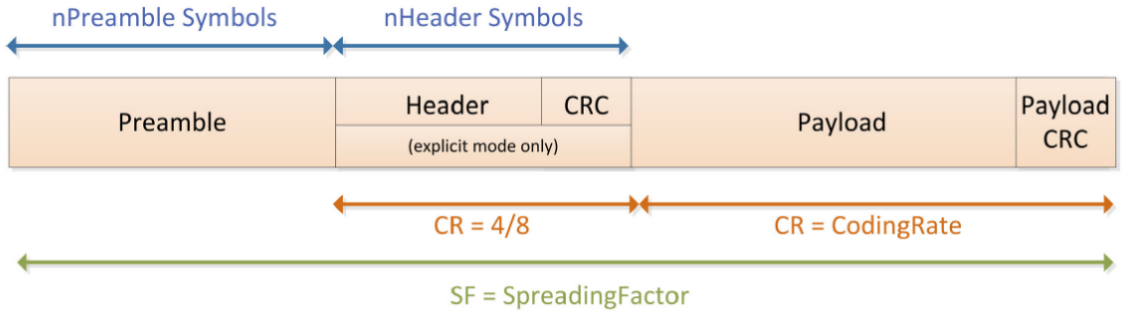 nPreamble Symbols
nHeader Symbols
Preamble
Header
CRC
(explicit mode only)
Payload
Payload
CRC
CR = 4/8
CR = CodingRate
SF = SpreadingFactor